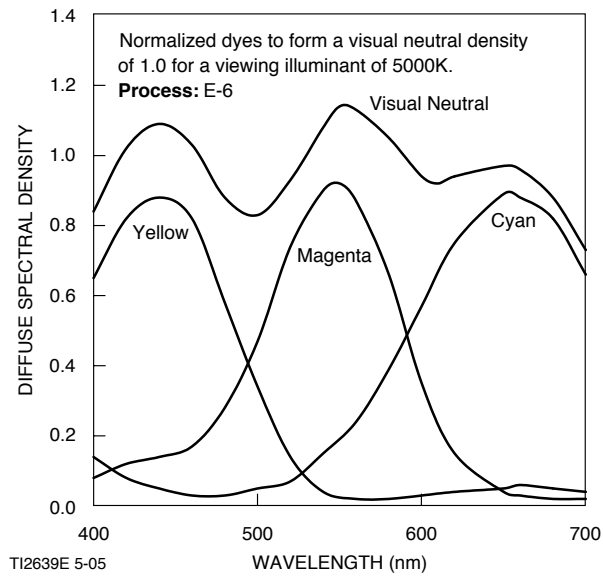 Normalized dyes to form a visual neutral density
of 1.0 for a viewing illuminant of 5000K.
Process: E-6
Visual Neutral
Yellow
Magenta
Cyan
DIFFUSE SPECTRAL DENSITY
1.4
1.2
1.0
0.8
0.6
0.4
0.2
0.0
400
500
600
700
WAVELENGTH (nm)
TI2639E 5-05